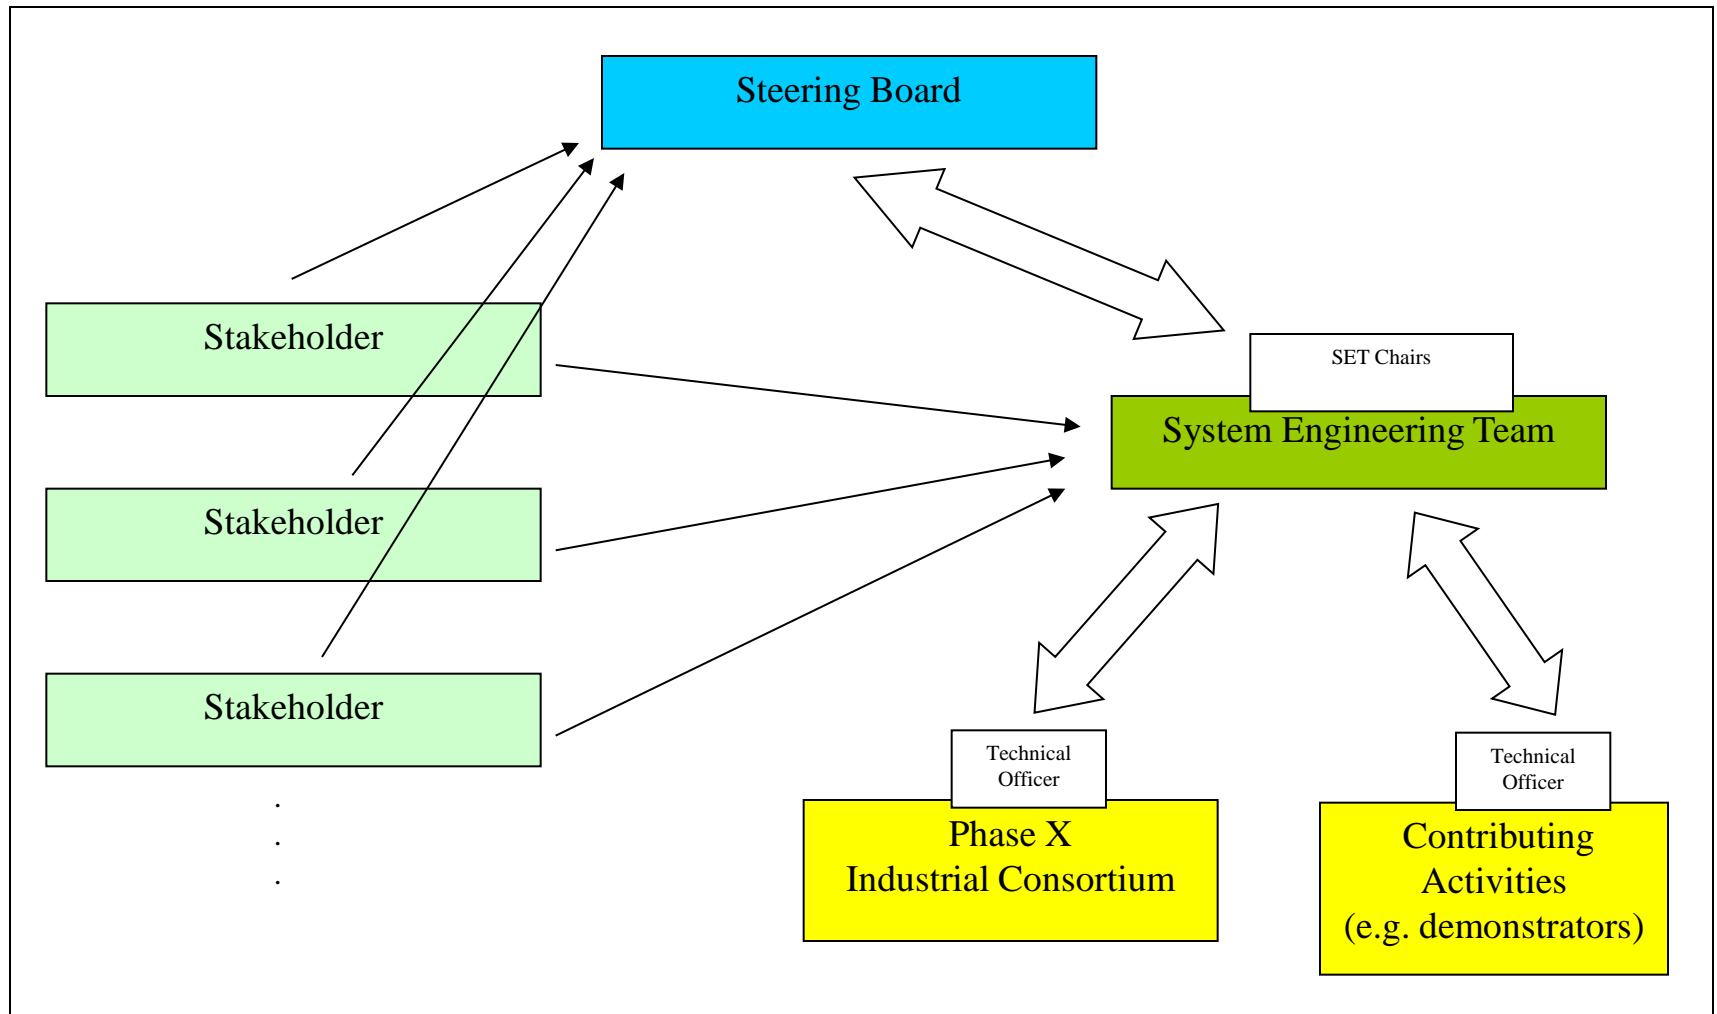 Steering Board
Stakeholder
SET Chairs
System Engineering Team
Stakeholder
Stakeholder
.
.
.
Technical
Officer
Phase X
Industrial Consortium
Technical
Officer
Contributing
Activities
(e.g. demonstrators)